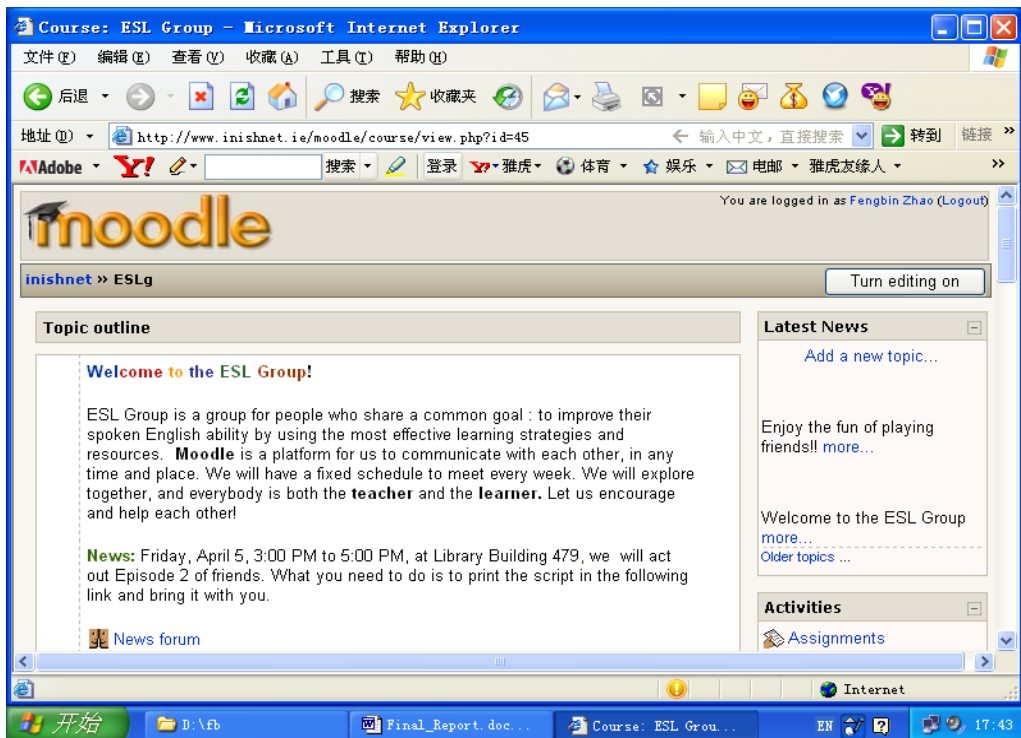 Course: ESL Group - Microsoft Internet Explorer
文件(F) 编辑(E) 查看(V) 收藏(A) 工具(T) 帮助(H)
后退 搜索 收藏夹
地址(D) http://www.inishnet.ie/moodle/course/view.php?id=45 输入中文，直接搜索 转到 链接 »
Adobe Y! 搜索 登录 雅虎 体育 娱乐 电邮 雅虎友缘人 »
moodle
You are logged in as Fengbin Zhao (Logout)
inishnet » ESLg
Turn editing on
Topic outline
Welcome to the ESL Group!
ESL Group is a group for people who share a common goal : to improve their
spoken English ability by using the most effective learning strategies and
resources. Moodle is a platform for us to communicate with each other, in any
time and place. We will have a fixed schedule to meet every week. We will explore
together, and everybody is both the teacher and the learner. Let us encourage
and help each other!
News: Friday, April 5, 3:00 PM to 5:00 PM, at Library Building 479, we will act
out Episode 2 of friends. What you need to do is to print the script in the following
link and bring it with you.
News forum
Latest News
Add a new topic...
Enjoy the fun of playing
friends!! more...
Welcome to the ESL Group
more...
Older topics ...
Activities
Assignments
Internet
开始 D:\fb Final_Report.doc... Course: ESL Grou... EN 17:43